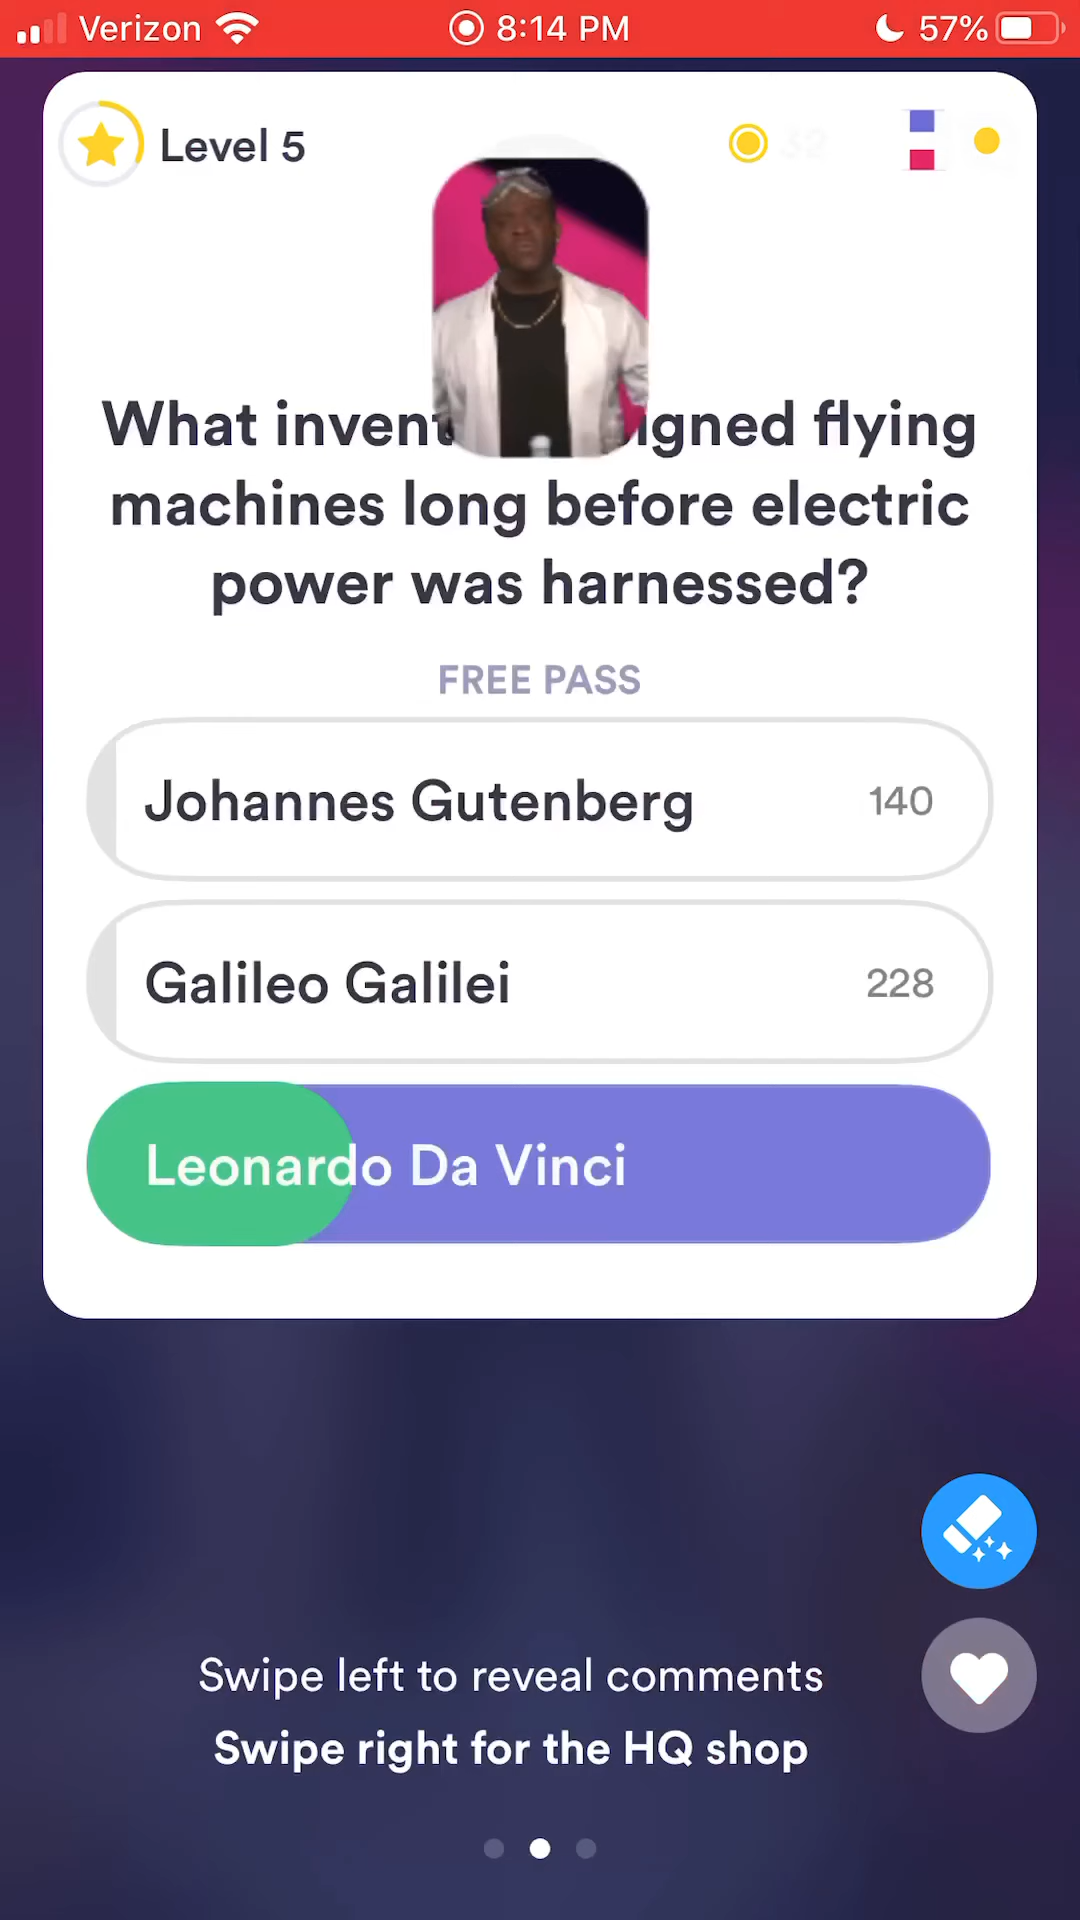 Verizon 8:14 PM 57%
Level 5 32
What invent igned flying
machines long before electric
power was harnessed?
FREE PASS
Johannes Gutenberg 140
Galileo Galilei 228
Leonardo Da Vinci
Swipe left to reveal comments
Swipe right for the HQ shop